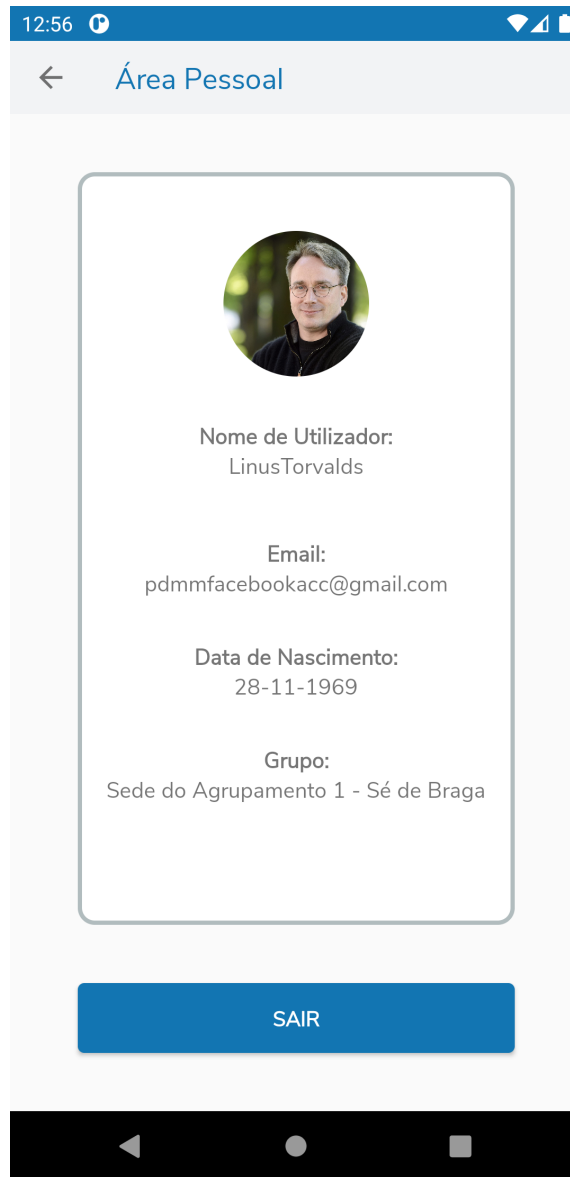 12:56
Área Pessoal
Nome de Utilizador:
LinusTorvalds
Email:
pdmmfacebookacc@gmail.com
Data de Nascimento:
28-11-1969
Grupo:
Sede do Agrupamento 1 - Sé de Braga
SAIR